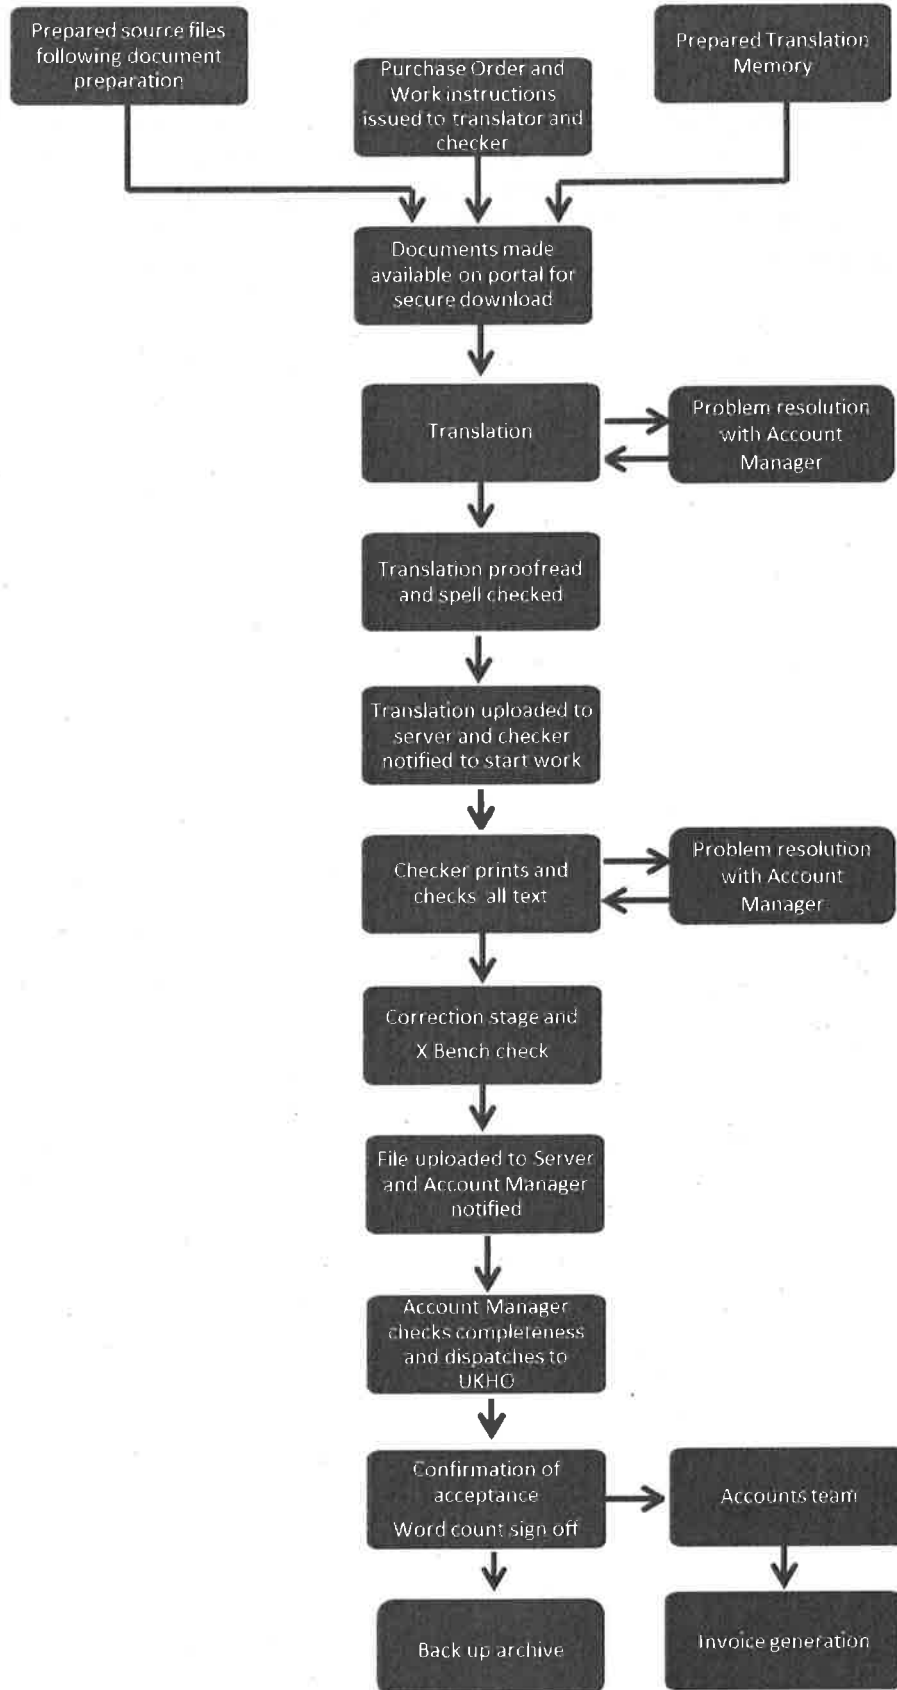 Prepared source files
following document
preparation
Purchase Order and
Work instructions
issued to translator and
checker
Prepared Translation
Memory
Documents made
available on portal for
secure download
Translation
Problem resolution
with Account
Manager
Translation proofread
and spell checked
Translation uploaded to
server and checker
notified to start work
Checker prints and
checks all text
Problem resolution
with Account
Manager
Correction stage and
X Bench check
File uploaded to Server
and Account Manager
notified
Account Manager
checks completeness
and dispatches to
UKHO
Confirmation of
acceptance
Word count sign off
Accounts team
Back up archive
Invoice generation